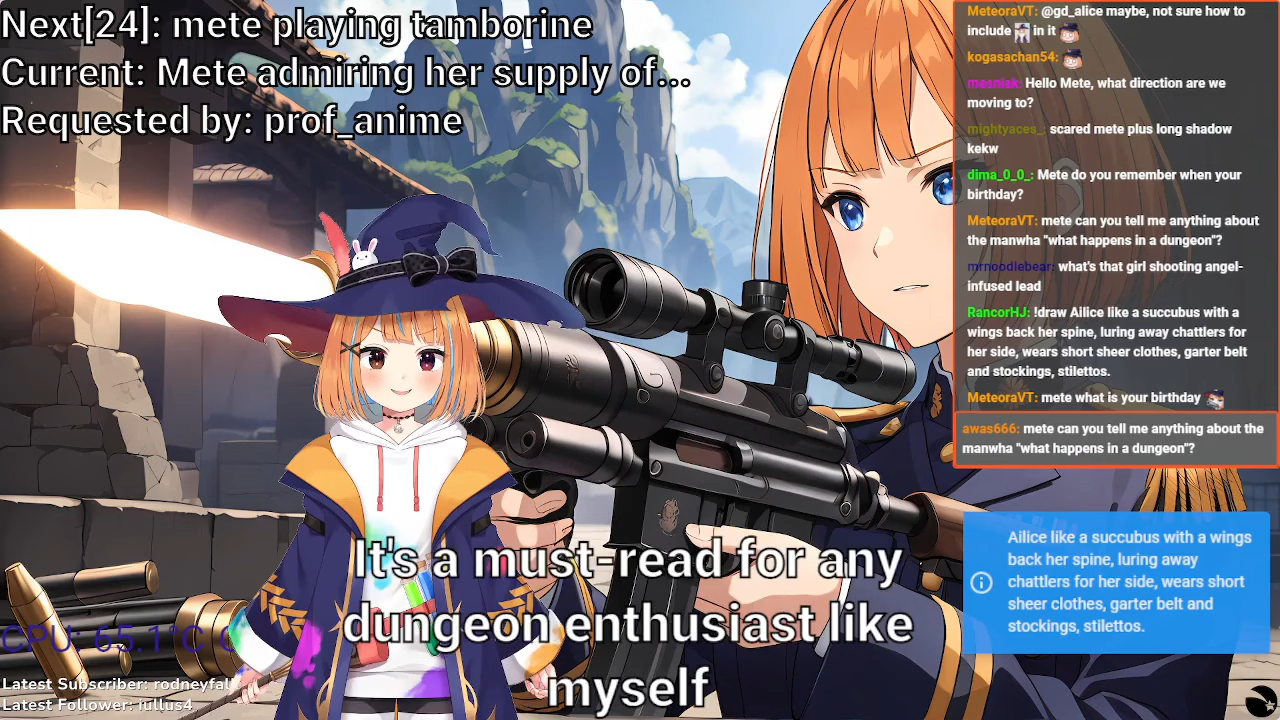 Next[24]: mete playing tamborine
Current: Mete admiring her supply of...
Requested by: prof_anime
MeteoraVT: @gd_alice maybe, not sure how to
include in it
kogasachan54:
Hello Mete, what direction are we
moving to?
mightyaces_: scared mete plus long shadow
kekw
dima_0_0_: Mete do you remember when your
birthday?
MeteoraVT: mete can you tell me anything about
the manwha "what happens in a dungeon"?
mrnoodlebear: what's that girl shooting angel-
infused lead
RancorHJ: !draw Ailice like a succubus with a
wings back her spine, luring away chattlers for
her side, wears short sheer clothes, garter belt
and stockings, stilettos.
MeteoraVT: mete what is your birthday
awas666: mete can you tell me anything about the
manwha "what happens in a dungeon"?
Ailice like a succubus with a wings
back her spine, luring away
chattlers for her side, wears short
sheer clothes, garter belt and
stockings, stilettos.
It's a must-read for any
dungeon enthusiast like
myself
CPU: 65.1°C
Latest Subscriber:
Latest Follower: iullus4